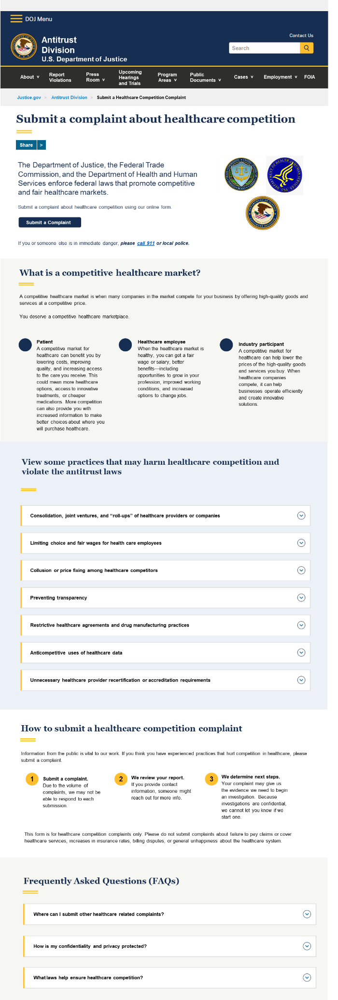 DOJ Menu
Contact Us
Antitrust
Division
U.S. Department of Justice
Search
About
Report
Violations
Press
Room
Upcoming
Hearings
and Trials
Program
Areas
Public
Documents
Cases
Employment
FOIA
Justice.gov > Antitrust Division > Submit a Healthcare Competition Complaint
Submit a complaint about healthcare competition
Share >
The Department of Justice, the Federal Trade
Commission, and the Department of Health and Human
Services enforce federal laws that promote competitive
and fair healthcare markets.
Submit a complaint about healthcare competition using our online form.
Submit a Complaint
If you or someone else is in immediate danger, please call 911 or local police.
What is a competitive healthcare market?
A competitive healthcare market is when many companies in the market compete for your business by offering high-quality goods and
services at a competitive price.
You deserve a competitive healthcare marketplace.
Patient
A competitive market for
healthcare can benefit you by
lowering costs, improving
quality, and increasing access
to the care you receive. This
could mean more healthcare
options, access to innovative
treatments, or cheaper
medications. More competition
can also provide you with
increased information to make
better choices about where you
will purchase healthcare.
Healthcare employee
When the healthcare market is
healthy, you can get a fair
wage or salary, better
benefits—including
opportunities to grow in your
profession, improved working
conditions, and increased
options to change jobs.
Industry participant
A competitive market for
healthcare can help lower the
prices of the high-quality goods
and services you buy. When
healthcare companies
compete, it can help
businesses operate efficiently
and create innovative
solutions.
View some practices that may harm healthcare competition and
violate the antitrust laws
Consolidation, joint ventures, and “roll-ups” of healthcare providers or companies
Limiting choice and fair wages for health care employees
Collusion or price fixing among healthcare competitors
Preventing transparency
Restrictive healthcare agreements and drug manufacturing practices
Anticompetitive uses of healthcare data
Unnecessary healthcare provider recertification or accreditation requirements
How to submit a healthcare competition complaint
Information from the public is vital to our work. If you think you have experienced practices that hurt competition in healthcare, please
submit a complaint.
1
Submit a complaint.
Due to the volume of
complaints, we may not be
able to respond to each
submission.
2
We review your report.
If you provide contact
information, someone might
reach out for more info.
3
We determine next steps.
Your complaint may give us
the evidence we need to begin
an investigation. Because
investigations are confidential,
we cannot let you know if we
start one.
This form is for healthcare competition complaints only. Please do not submit complaints about failure to pay claims or cover
healthcare services, increases in insurance rates, billing disputes, or general unhappiness about the healthcare system.
Frequently Asked Questions (FAQs)
Where can I submit other healthcare related complaints?
How is my confidentiality and privacy protected?
What laws help ensure healthcare competition?